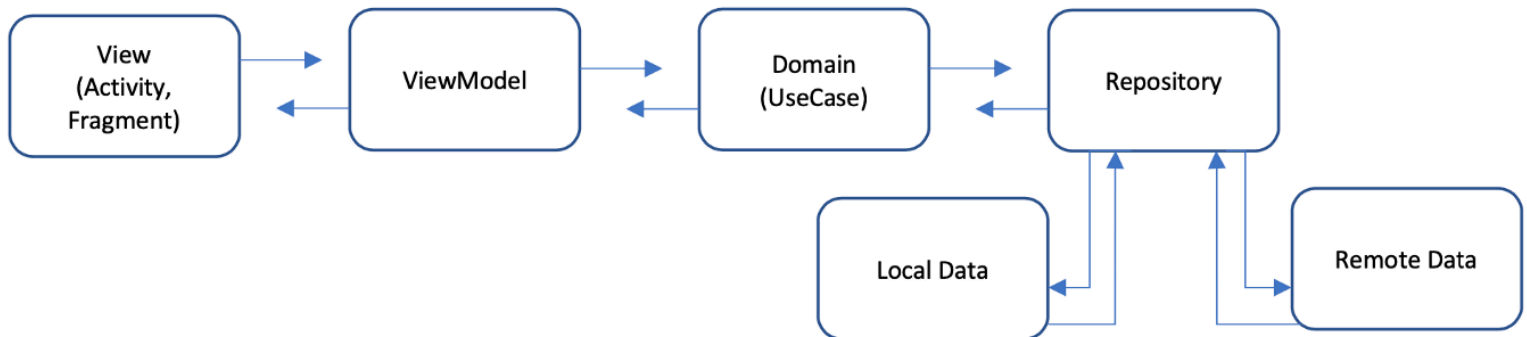 View
(Activity,
Fragment)
ViewModel
Domain
(UseCase)
Repository
Local Data
Remote Data